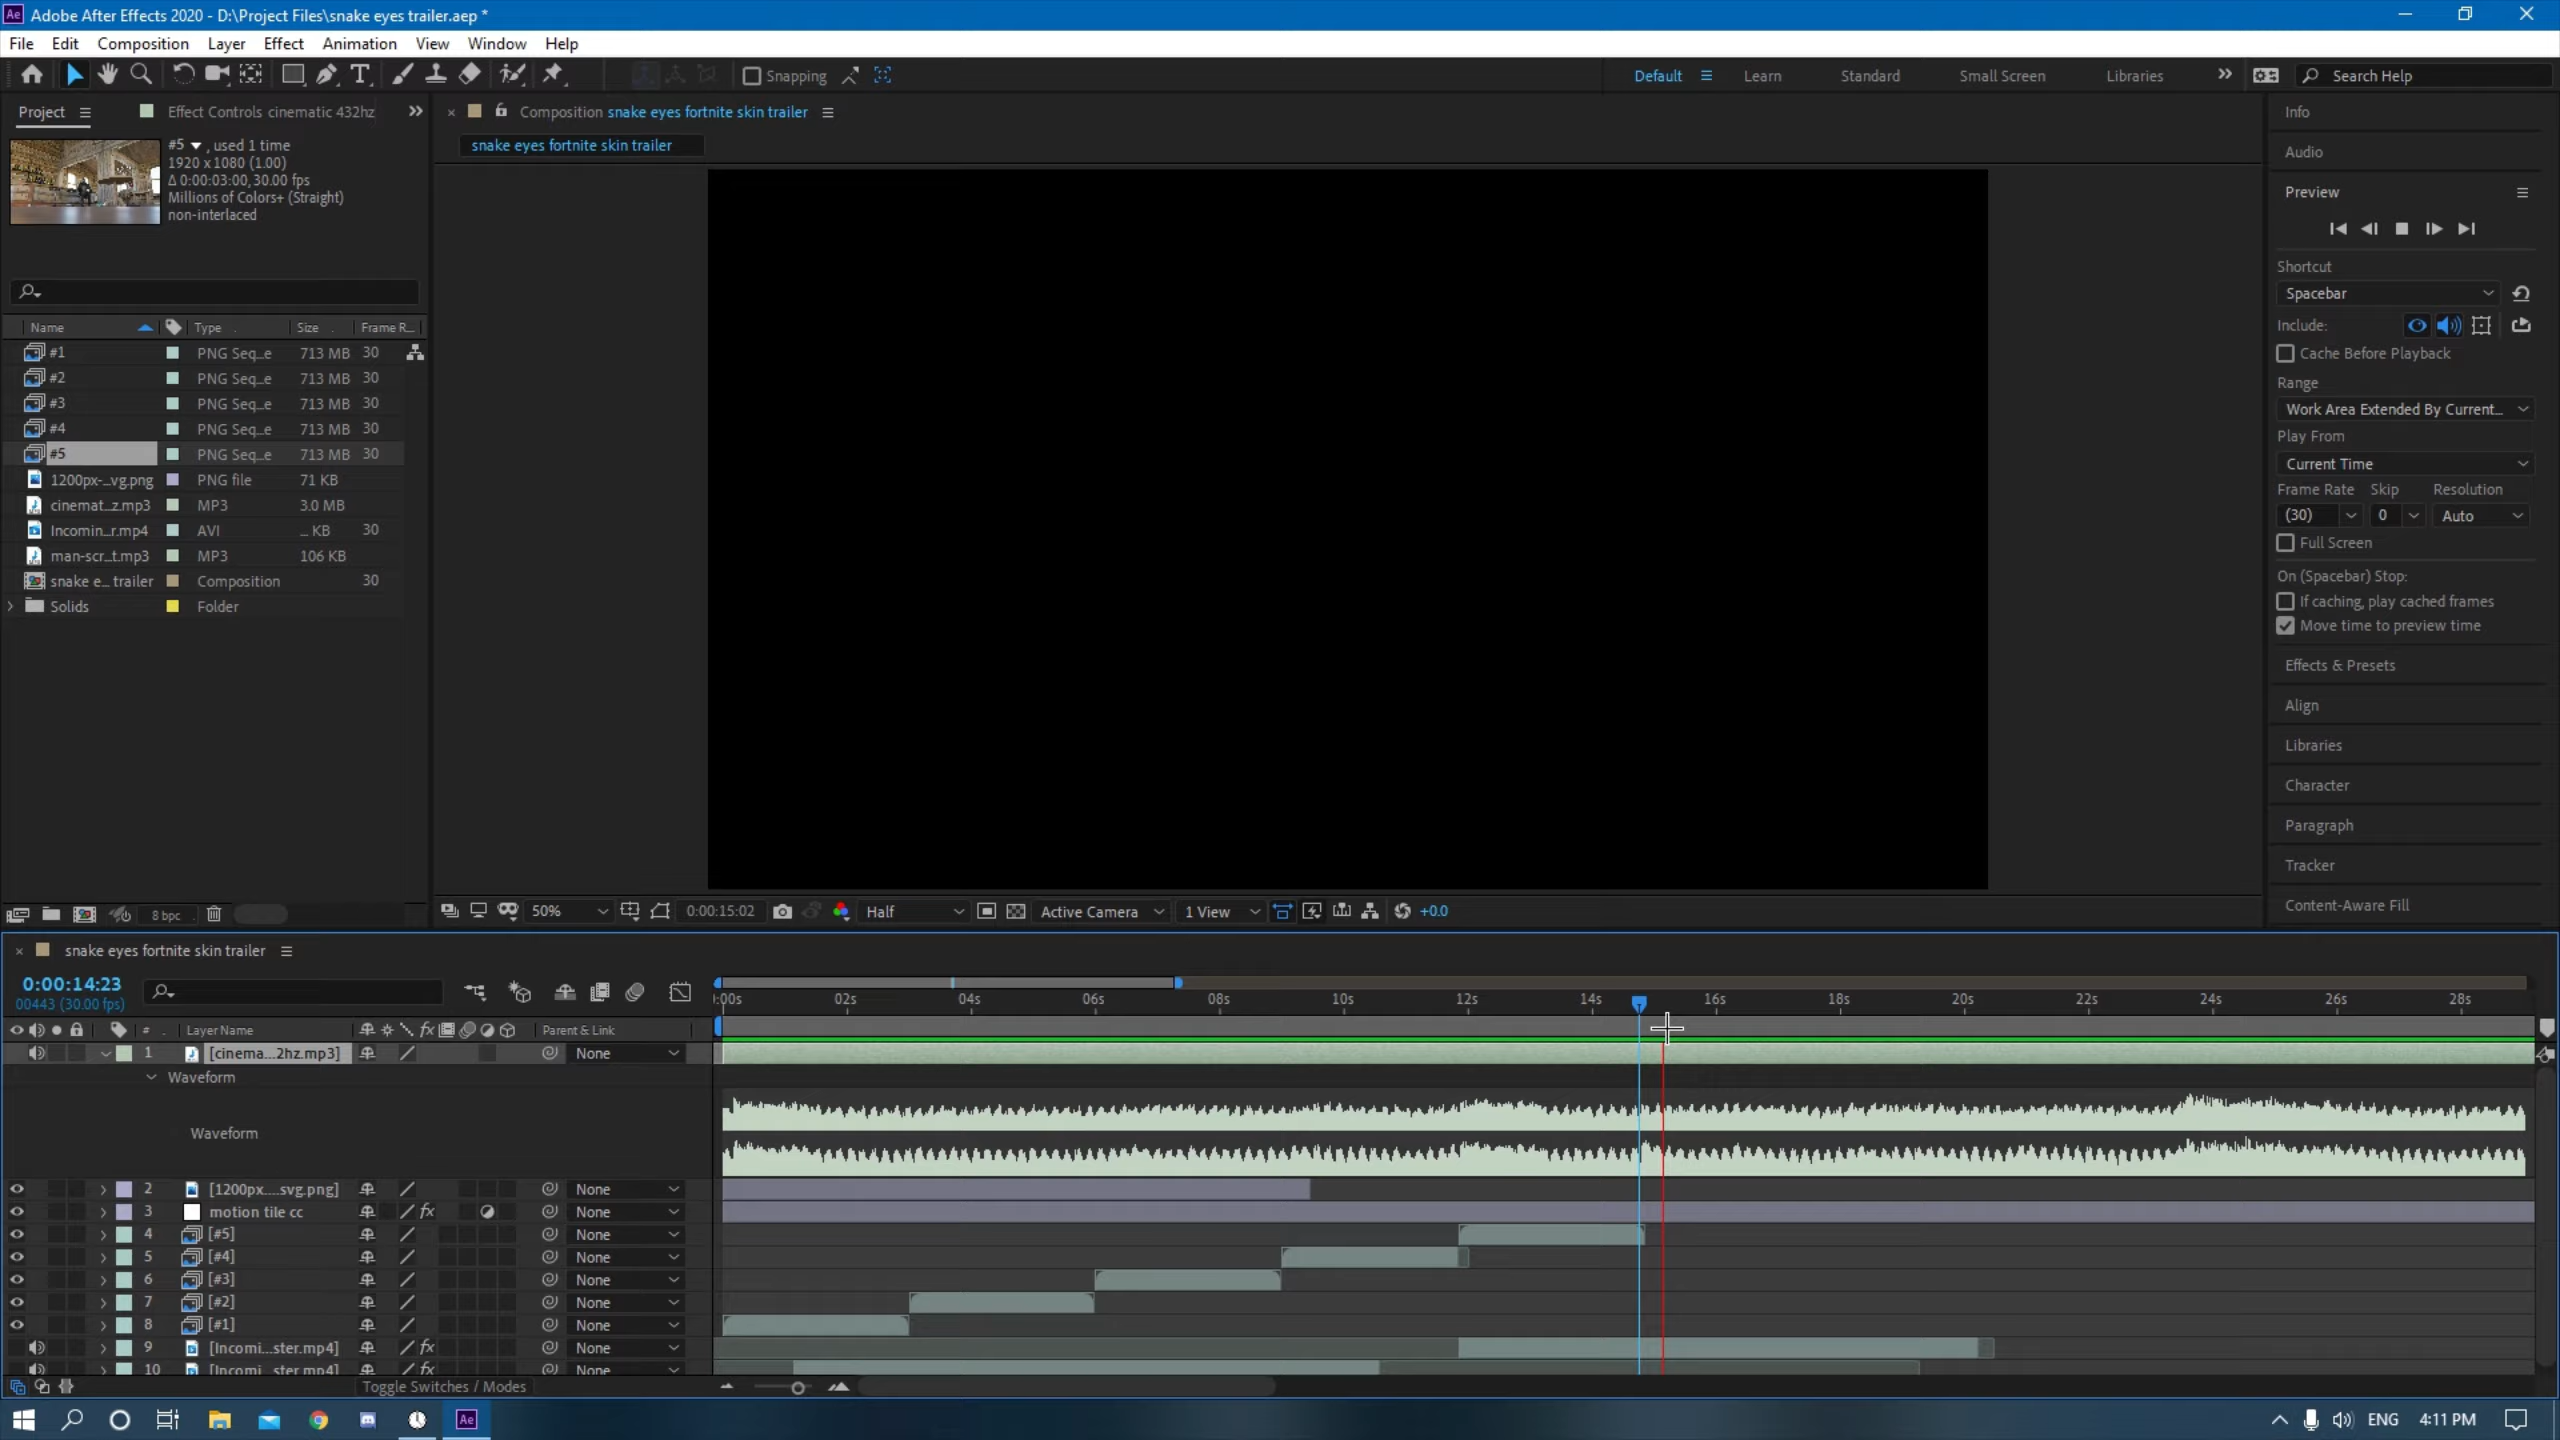 Adobe After Effects 2020 - D:\Project Files\snake eyes trailer.aep *
File Edit Composition Layer Effect Animation View Window Help
Snapping Default Learn Standard Small Screen Libraries Search Help
Project Effect Controls cinematic 432hz
#5 , used 1 time
1920 x 1080 (1.00)
Δ 0:00:03:00, 30.00 fps
Millions of Colors+ (Straight)
non-interlaced
Name Type Size Frame R...
#1 PNG Seq...e 713 MB 30
#2 PNG Seq...e 713 MB 30
#3 PNG Seq...e 713 MB 30
#4 PNG Seq...e 713 MB 30
#5 PNG Seq...e 713 MB 30
1200px-...vg.png PNG file 71 KB
cinemat...z.mp3 MP3 3.0 MB
Incomin...r.mp4 AVI ... KB 30
man-scr...t.mp3 MP3 106 KB
snake e... trailer Composition 30
Solids Folder
8 bpc
Composition snake eyes fortnite skin trailer
snake eyes fortnite skin trailer
50% 0:00:15:02 Half Active Camera 1 View +0.0
Info
Audio
Preview
Shortcut
Spacebar
Include:
Cache Before Playback
Range
Work Area Extended By Current...
Play From
Current Time
Frame Rate Skip Resolution
(30) 0 Auto
Full Screen
On (Spacebar) Stop:
If caching, play cached frames
Move time to preview time
Effects & Presets
Align
Libraries
Character
Paragraph
Tracker
Content-Aware Fill
snake eyes fortnite skin trailer
0:00:14:23
00443 (30.00 fps)
:00s 02s 04s 06s 08s 10s 12s 14s 16s 18s 20s 22s 24s 26s 28s
# Layer Name fx Parent & Link
1 [cinema...2hz.mp3] None
Waveform
Waveform
2 [1200px....svg.png] None
3 motion tile cc fx None
4 [#5] None
5 [#4] None
6 [#3] None
7 [#2] None
8 [#1] None
9 [Incomi...ster.mp4] fx None
10 [Incomi...ster.mp4] fx None
Toggle Switches / Modes
Ae ENG 4:11 PM